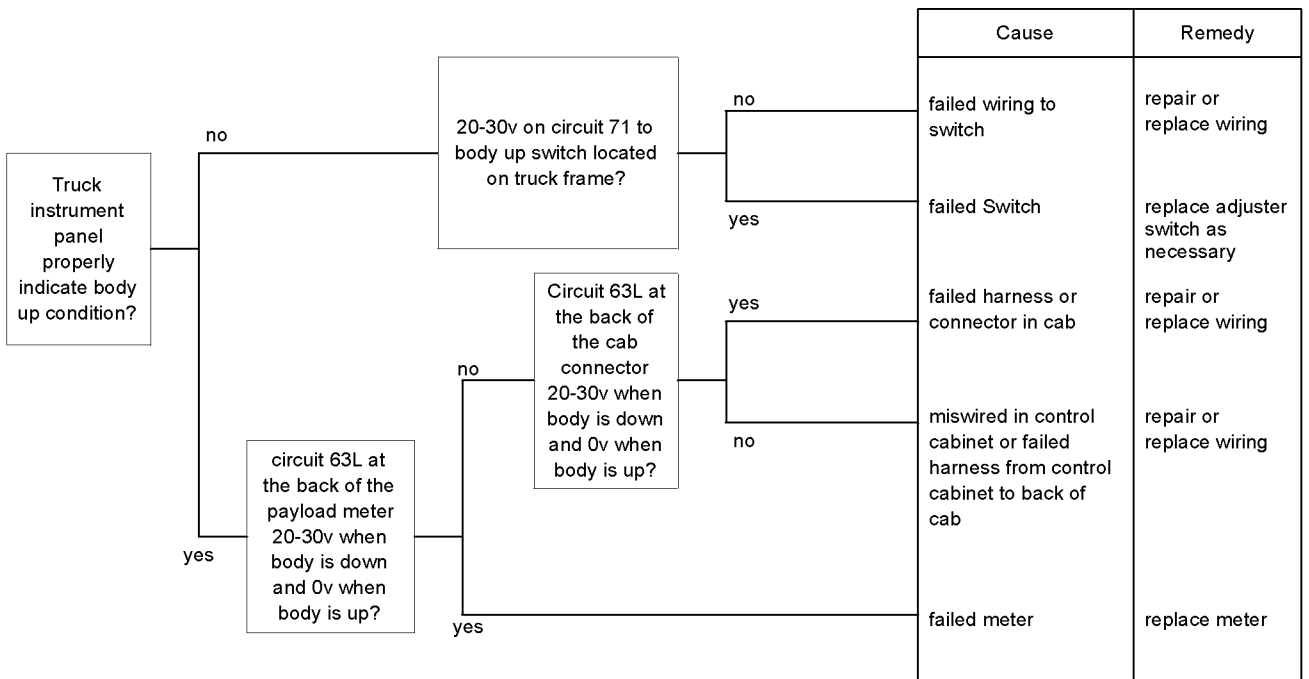 Cause
Remedy
Truck
instrument
panel
properly
indicate body
up condition?
no
20-30v on circuit 71 to
body up switch located
on truck frame?
no
failed wiring to
switch
repair or
replace wiring
yes
failed Switch
replace adjuster
switch as
necessary
yes
circuit 63L at
the back of the
payload meter
20-30v when
body is down
and 0v when
body is up?
no
Circuit 63L at
the back of
the cab
connector
20-30v when
body is down
and 0v when
body is up?
yes
failed harness or
connector in cab
repair or
replace wiring
no
miswired in control
cabinet or failed
harness from control
cabinet to back of
cab
repair or
replace wiring
yes
failed meter
replace meter